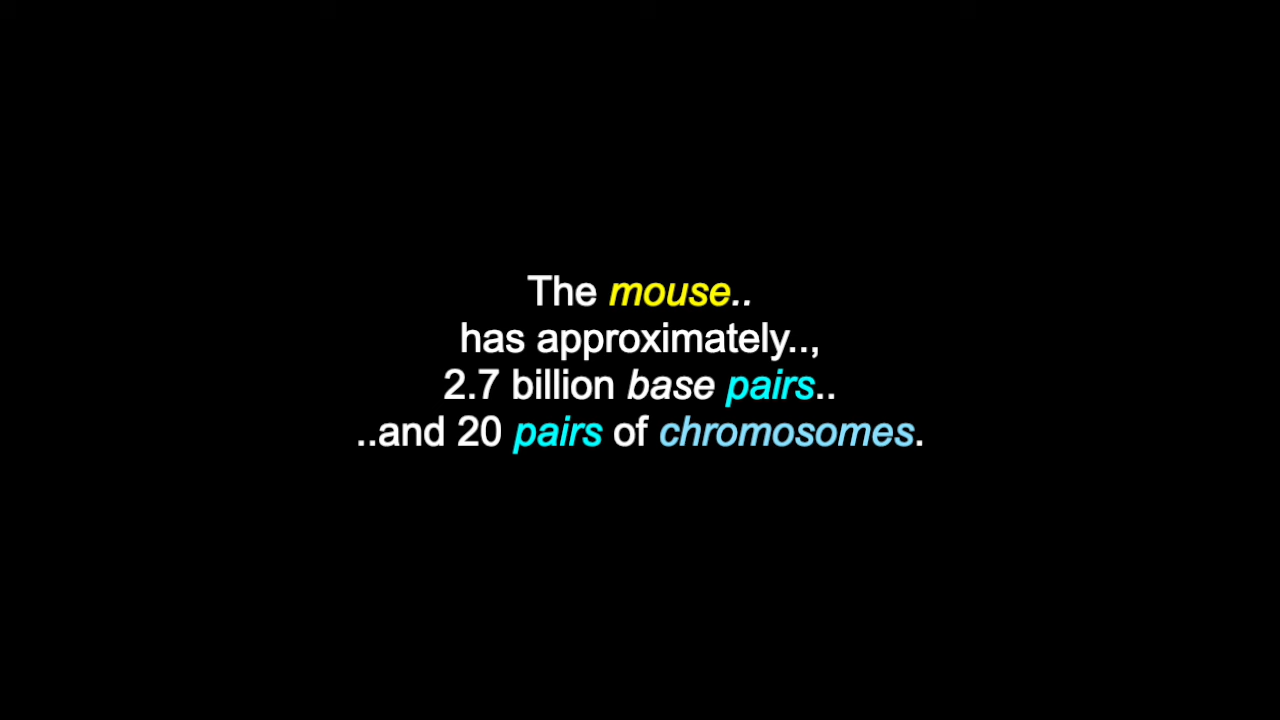 The mouse..
has approximately..,
2.7 billion base pairs..
..and 20 pairs of chromosomes.